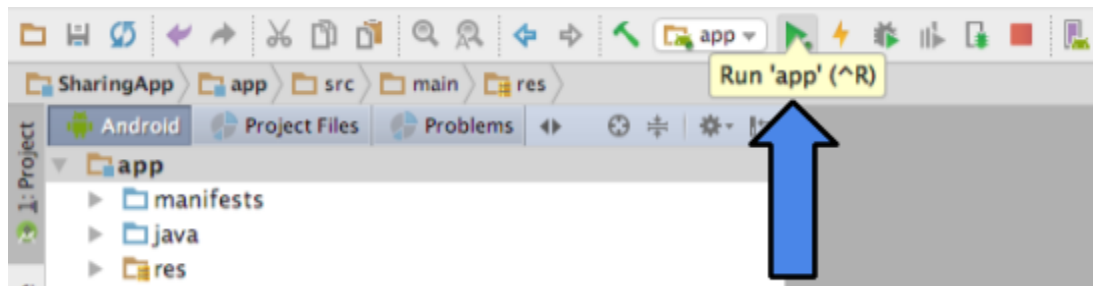 app
Run 'app' (^R)
SharingApp app src main res
1: Project
Android Project Files Problems
app
manifests
java
res